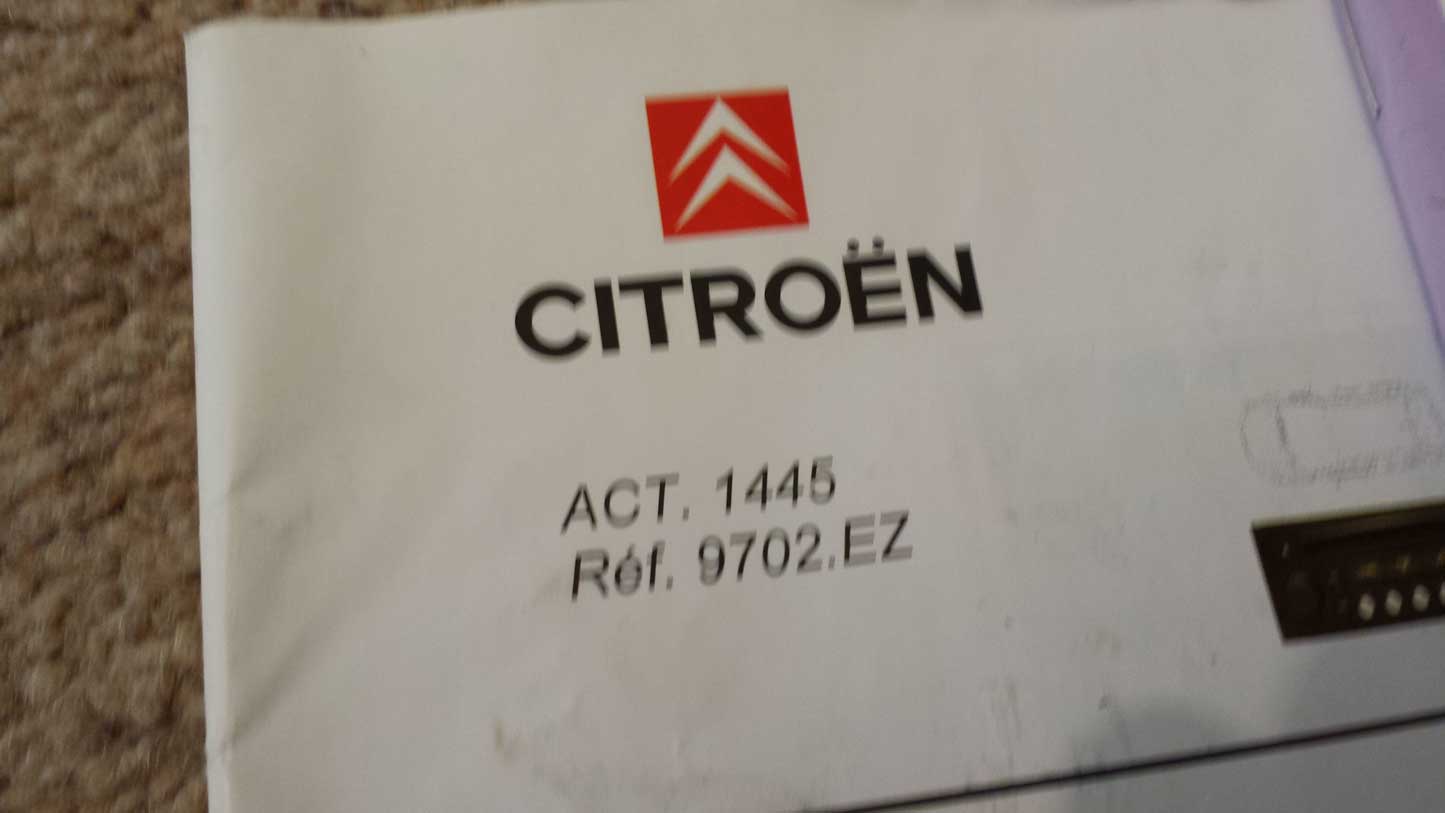 CITROËN
ACT. 1445
Réf. 9702.EZ